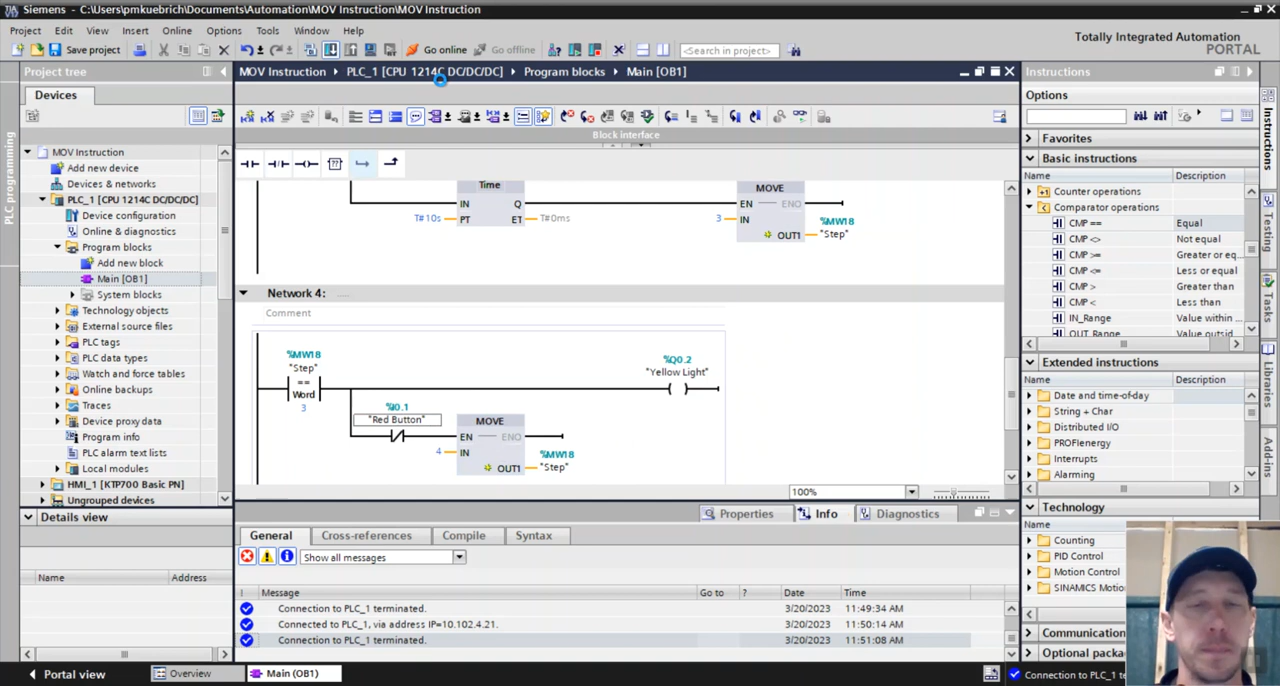 Siemens - C:\Users\pmkuebrich\Documents\Automation\MOV Instruction\MOV Instruction
Project Edit View Insert Online Options Tools Window Help
Totally Integrated Automation
PORTAL
Save project Go online Go offline <Search in project>
Project tree
MOV Instruction PLC_1 [CPU 1214C DC/DC/DC] Program blocks Main [OB1]
Instructions
Devices
Options
PLC programming
Block interface
MOV Instruction
Add new device
Devices & networks
PLC_1 [CPU 1214C DC/DC/DC]
Device configuration
Online & diagnostics
Program blocks
Add new block
Main [OB1]
System blocks
Technology objects
External source files
PLC tags
PLC data types
Watch and force tables
Online backups
Traces
Device proxy data
Program info
PLC alarm text lists
Local modules
HMI_1 [KTP700 Basic PN]
Ungrouped devices
Details view
Name Address
Time
IN Q
T#10s PT ET T#0ms
MOVE
EN ENO
3 IN
OUT1
%MW18
"Step"
Network 4:
Comment
%MW18
"Step"
==
Word
3
%Q0.2
"Yellow Light"
%I0.1
"Red Button"
MOVE
EN ENO
4 IN
OUT1
%MW18
"Step"
100%
Properties Info Diagnostics
General Cross-references Compile Syntax
Show all messages
! Message Go to ? Date Time
Connection to PLC_1 terminated. 3/20/2023 11:49:34 AM
Connected to PLC_1, via address IP=10.102.4.21. 3/20/2023 11:50:14 AM
Connection to PLC_1 terminated. 3/20/2023 11:51:08 AM
Favorites
Basic instructions
Name Description
Counter operations
Comparator operations
CMP == Equal
CMP <> Not equal
CMP >= Greater or eq...
CMP <= Less or equal
CMP > Greater than
CMP < Less than
IN_Range Value within ...
OUT_Range Value outsid...
Extended instructions
Name Description
Date and time-of-day
String + Char
Distributed I/O
PROFIenergy
Interrupts
Alarming
Technology
Name
Counting
PID Control
Motion Control
SINAMICS Motio
Communication
Optional packa
Instructions
Testing
Tasks
Libraries
Add-ins
Portal view Overview Main (OB1)
Connection to PLC_1 te